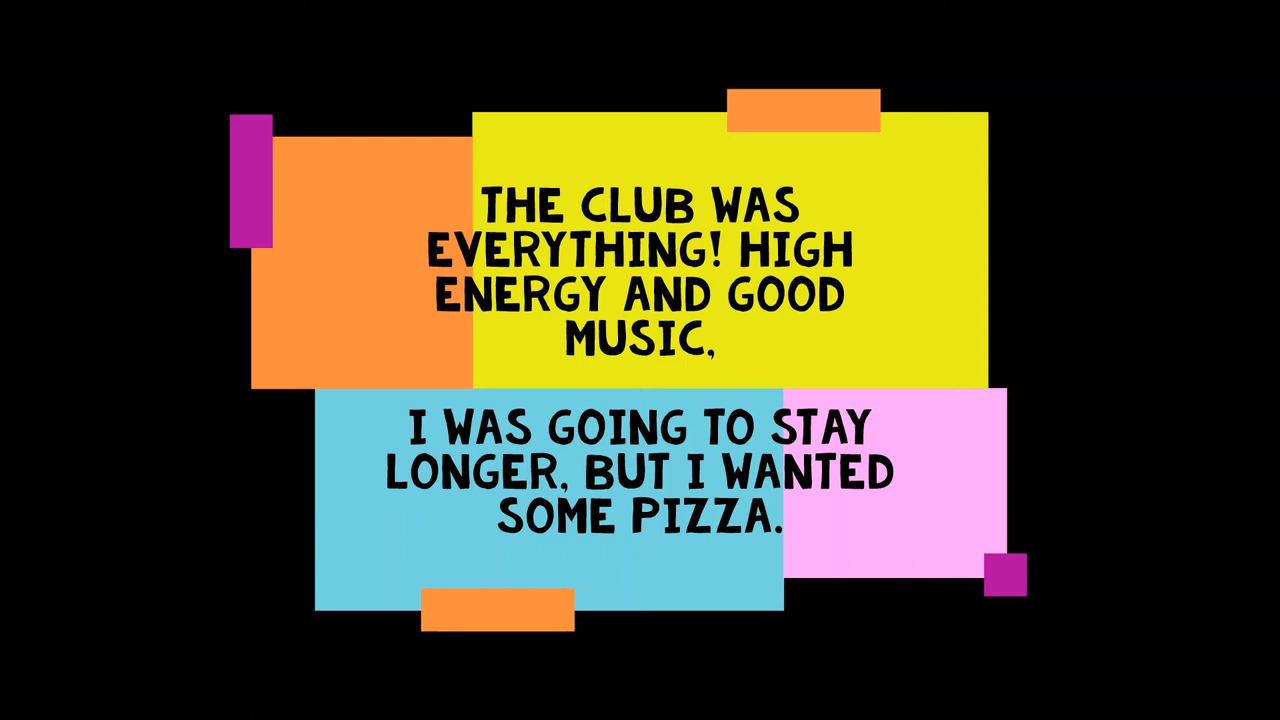 THE CLUB WAS
EVERYTHING! HIGH
ENERGY AND GOOD
MUSIC,
I WAS GOING TO STAY
LONGER, BUT I WANTED
SOME PIZZA.